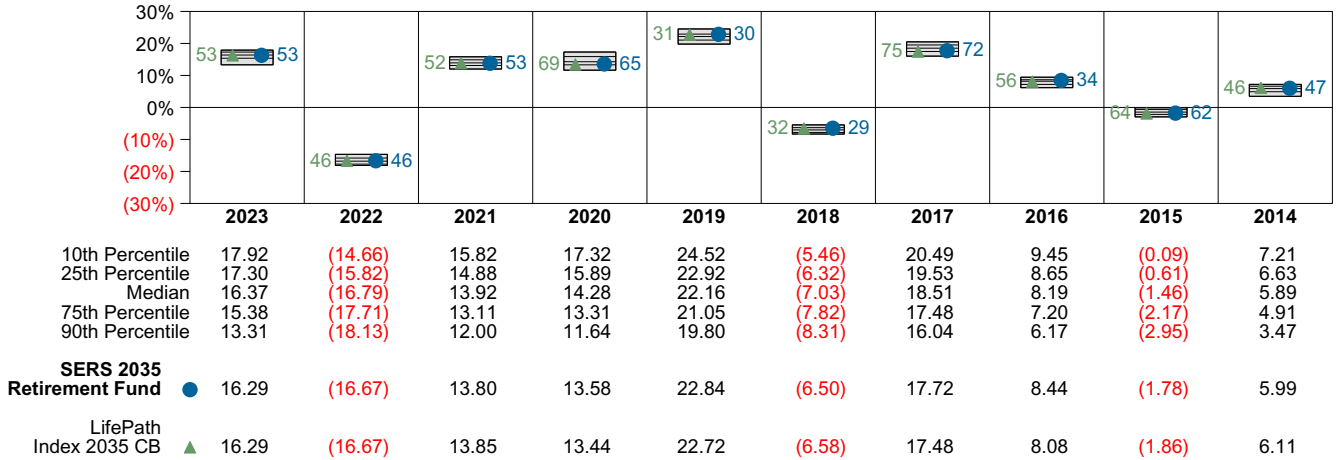 20%
10%
0%
(10%)
(20%)
(30%)
53 53
46 46
52 53
69 65
31 30
32 29
75 72
56 34
64 62
46 47
2023 2022 2021 2020 2019 2018 2017 2016 2015 2014
10th Percentile 17.92 (14.66) 15.82 17.32 24.52 (5.46) 20.49 9.45 (0.09) 7.21
25th Percentile 17.30 (15.82) 14.88 15.89 22.92 (6.32) 19.53 8.65 (0.61) 6.63
Median 16.37 (16.79) 13.92 14.28 22.16 (7.03) 18.51 8.19 (1.46) 5.89
75th Percentile 15.38 (17.71) 13.11 13.31 21.05 (7.82) 17.48 7.20 (2.17) 4.91
90th Percentile 13.31 (18.13) 12.00 11.64 19.80 (8.31) 16.04 6.17 (2.95) 3.47
SERS 2035
Retirement Fund 16.29 (16.67) 13.80 13.58 22.84 (6.50) 17.72 8.44 (1.78) 5.99
LifePath
Index 2035 CB 16.29 (16.67) 13.85 13.44 22.72 (6.58) 17.48 8.08 (1.86) 6.11